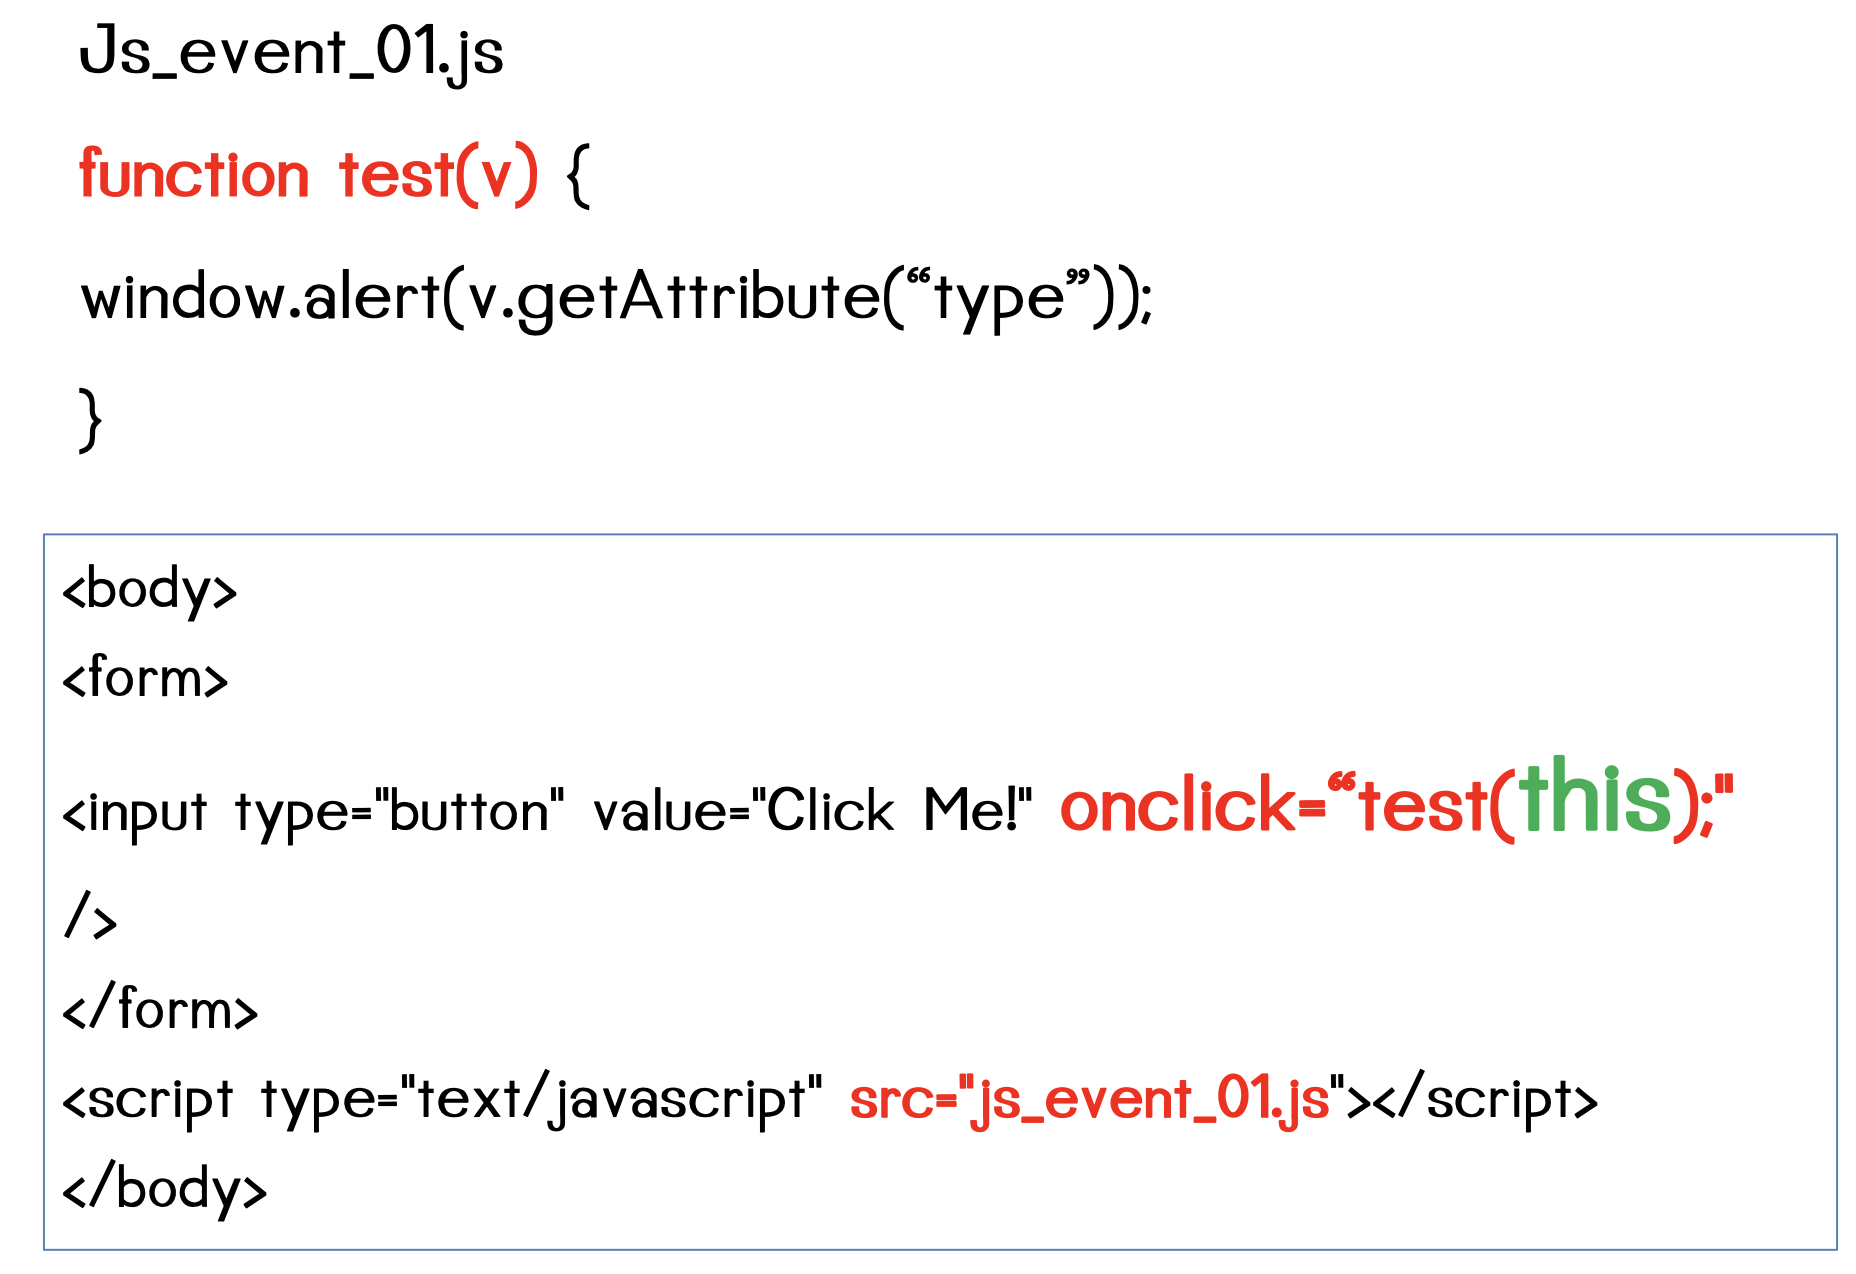 Js_event_01.js
function test(v) {
window.alert(v.getAttribute(“type”));
}
<body>
<form>
<input type="button" value="Click Me!" onclick=“test(this);"
/>
</form>
<script type="text/javascript" src="js_event_01.js"></script>
</body>